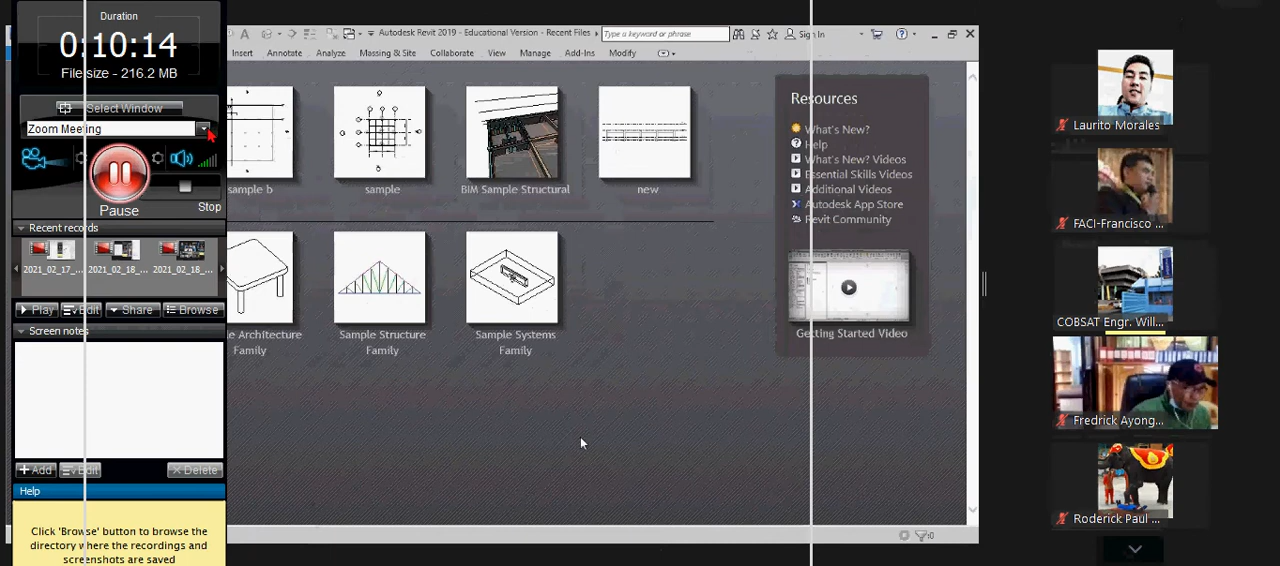 Duration
0:10:14
File size - 216.2 MB
Select Window
Zoom Meeting
Pause
Stop
Recent records
2021_02_17_...
2021_02_18_...
2021_02_18_...
Play
Edit
Share
Browse
Screen notes
Add
Edit
Delete
Help
Click 'Browse' button to browse the
directory where the recordings and
screenshots are saved
Autodesk Revit 2019 - Educational Version - Recent Files
Type a keyword or phrase
Sign In
Insert
Annotate
Analyze
Massing & Site
Collaborate
View
Manage
Add-Ins
Modify
sample b
sample
BIM Sample Structural
new
le Architecture
Family
Sample Structure
Family
Sample Systems
Family
Resources
What's New?
Help
What's New? Videos
Essential Skills Videos
Additional Videos
Autodesk App Store
Revit Community
Getting Started Video
:0
Laurito Morales
FACI-Francisco ...
COBSAT Engr. Will...
Fredrick Ayong...
Roderick Paul ...